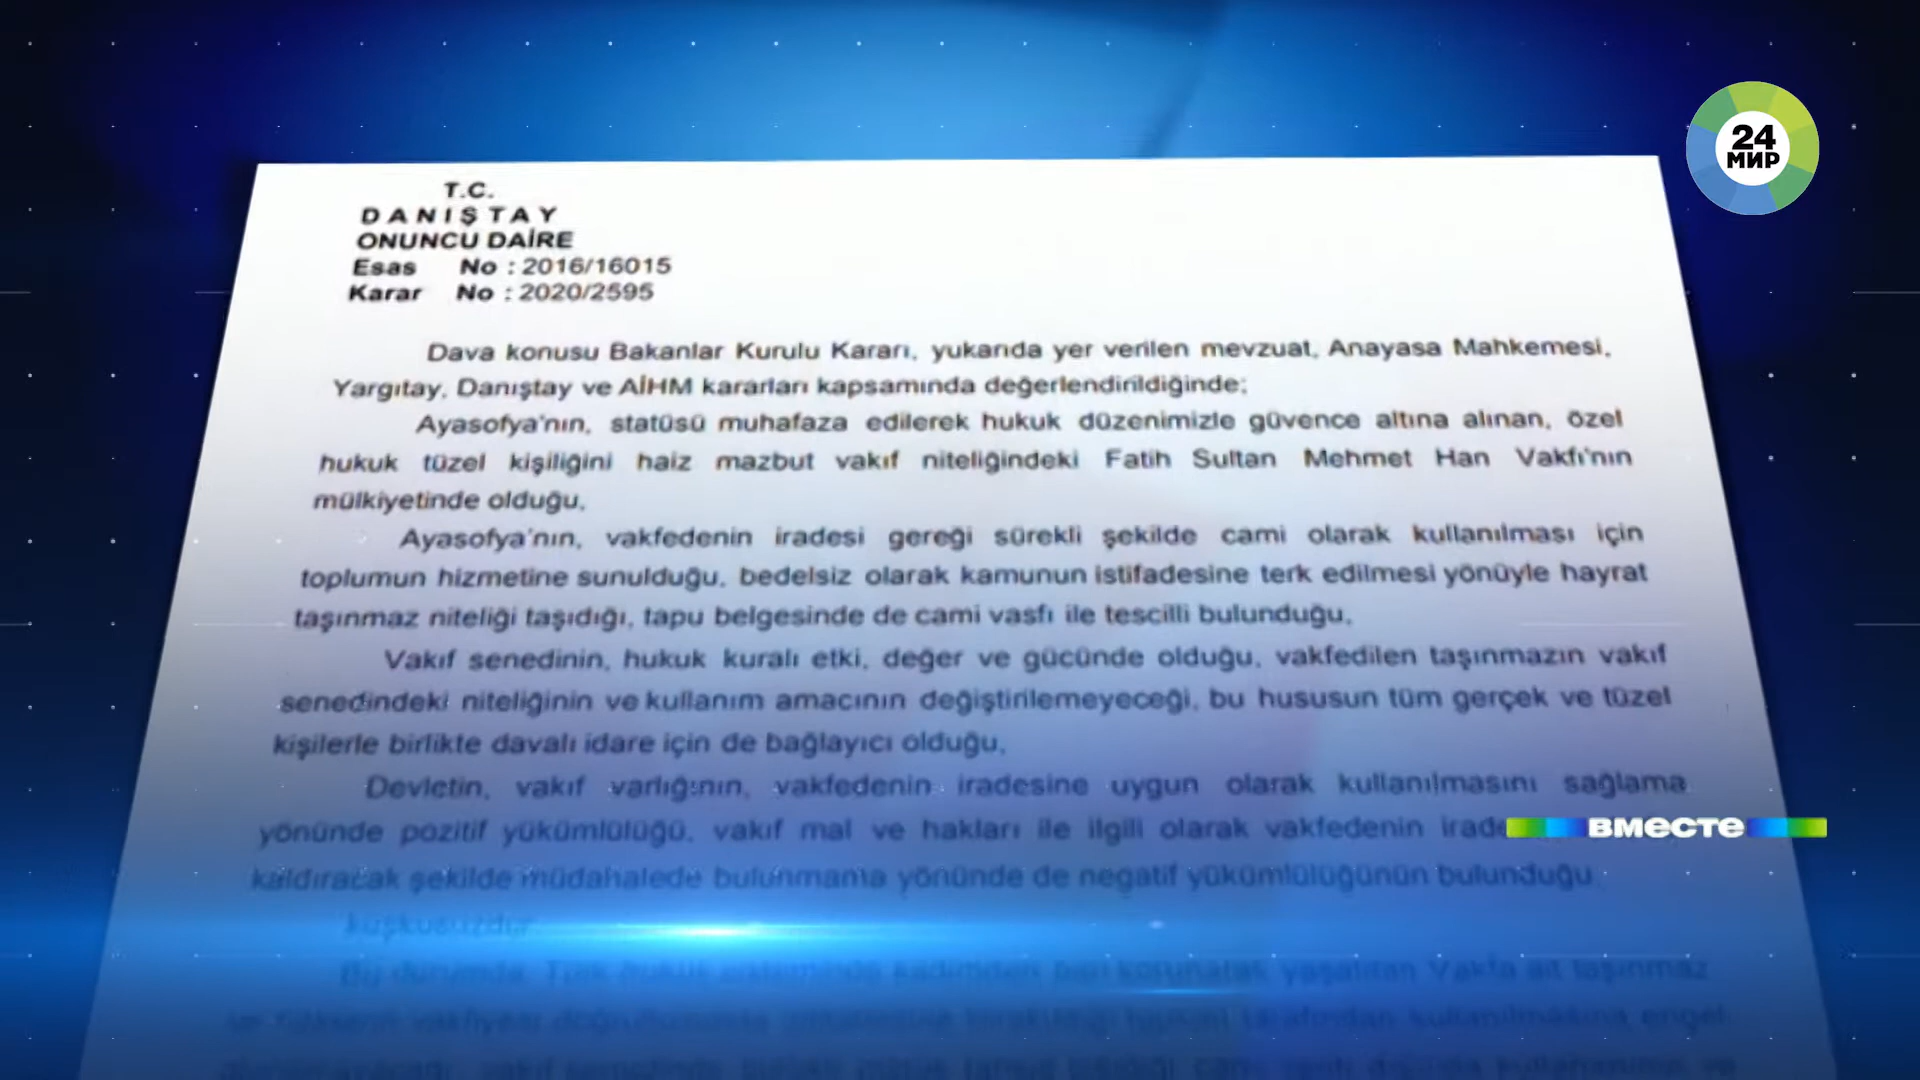 24
МИР
T.C.
DANIŞTAY
ONUNCU DAİRE
Esas No : 2016/16015
Karar No : 2020/2595
Dava konusu Bakanlar Kurulu Kararı, yukarıda yer verilen mevzuat, Anayasa Mahkemesi,
Yargıtay, Danıştay ve AİHM kararları kapsamında değerlendirildiğinde;
Ayasofya'nın, statüsü muhafaza edilerek hukuk düzenimizle güvence altına alınan, özel
hukuk tüzel kişiliğini haiz mazbut vakıf niteliğindeki Fatih Sultan Mehmet Han Vakfı'nın
mülkiyetinde olduğu,
Ayasofya'nın, vakfedenin iradesi gereği sürekli şekilde cami olarak kullanılması için
toplumun hizmetine sunulduğu, bedelsiz olarak kamunun istifadesine terk edilmesi yönüyle hayrat
taşınmaz niteliği taşıdığı, tapu belgesinde de cami vasfı ile tescilli bulunduğu,
Vakıf senedinin, hukuk kuralı etki, değer ve gücünde olduğu, vakfedilen taşınmazın vakıf
senedindeki niteliğinin ve kullanım amacının değiştirilemeyeceği, bu hususun tüm gerçek ve tüzel
kişilerle birlikte davalı idare için de bağlayıcı olduğu,
Devletin, vakıf varlığının, vakfedenin iradesine uygun olarak kullanılmasını sağlama
yönünde pozitif yükümlülüğü, vakıf mal ve hakları ile ilgili olarak vakfedenin irade
вместе
kaldıracak şekilde müdahalede bulunmama yönünde de negatif yükümlülüğünün bulunduğu,
kuşkusuzdur
Bu durumda, Türk hukuk